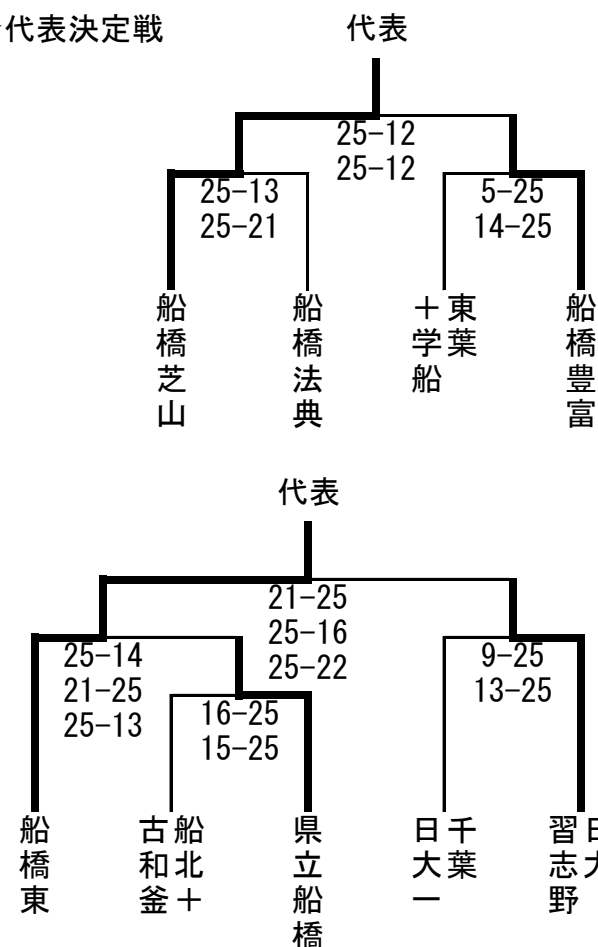 代表決定戦
代表
25-12
25-12
25-13
25-21
5-25
14-25
船橋芝山
船橋法典
東葉
十学船
船橋豊富
代表
21-25
25-16
25-22
25-14
21-25
25-13
9-25
13-25
16-25
15-25
船橋東
船北十
古和釜
県立船橋
千葉
日大一
日大
習志野